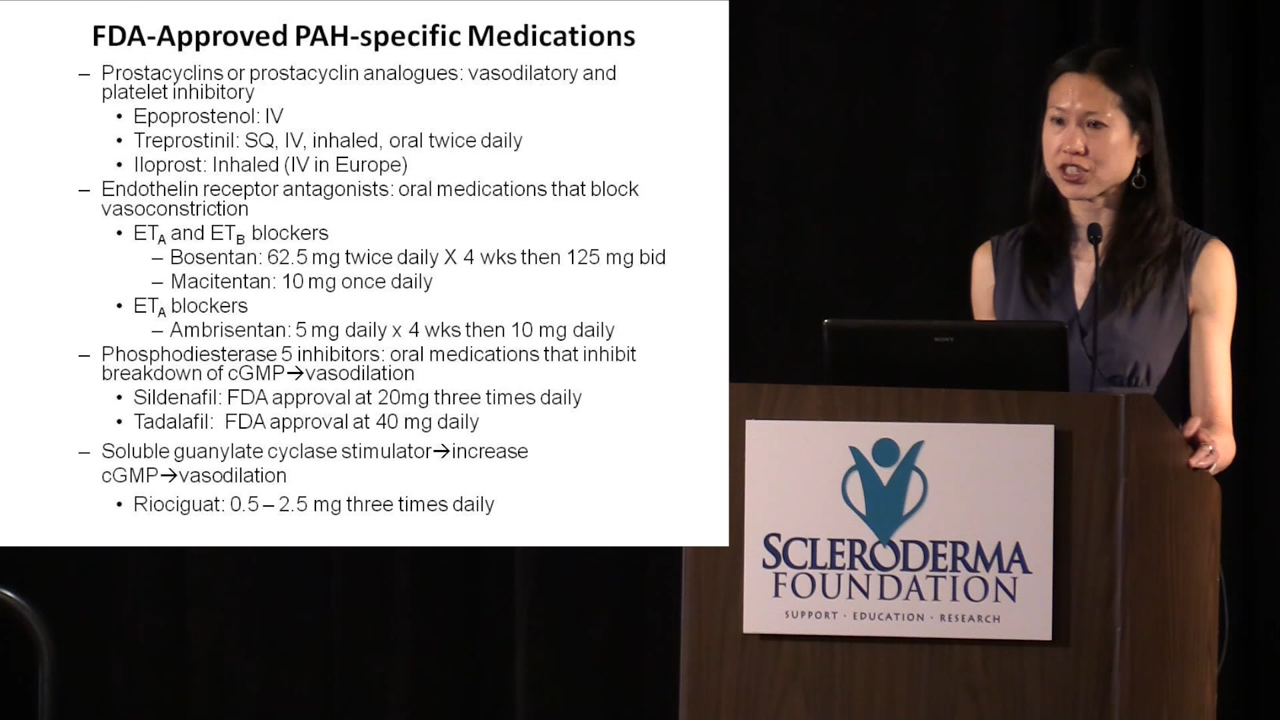 FDA-Approved PAH-specific Medications
– Prostacyclins or prostacyclin analogues: vasodilatory and
platelet inhibitory
• Epoprostenol: IV
• Treprostinil: SQ, IV, inhaled, oral twice daily
• Iloprost: Inhaled (IV in Europe)
– Endothelin receptor antagonists: oral medications that block
vasoconstriction
• ETA and ETB blockers
– Bosentan: 62.5 mg twice daily X 4 wks then 125 mg bid
– Macitentan: 10 mg once daily
• ETA blockers
– Ambrisentan: 5 mg daily x 4 wks then 10 mg daily
– Phosphodiesterase 5 inhibitors: oral medications that inhibit
breakdown of cGMP→vasodilation
• Sildenafil: FDA approval at 20mg three times daily
• Tadalafil: FDA approval at 40 mg daily
– Soluble guanylate cyclase stimulator→increase
cGMP→vasodilation
• Riociguat: 0.5 – 2.5 mg three times daily
SONY
SCLERODERMA
FOUNDATION
SUPPORT · EDUCATION · RESEARCH